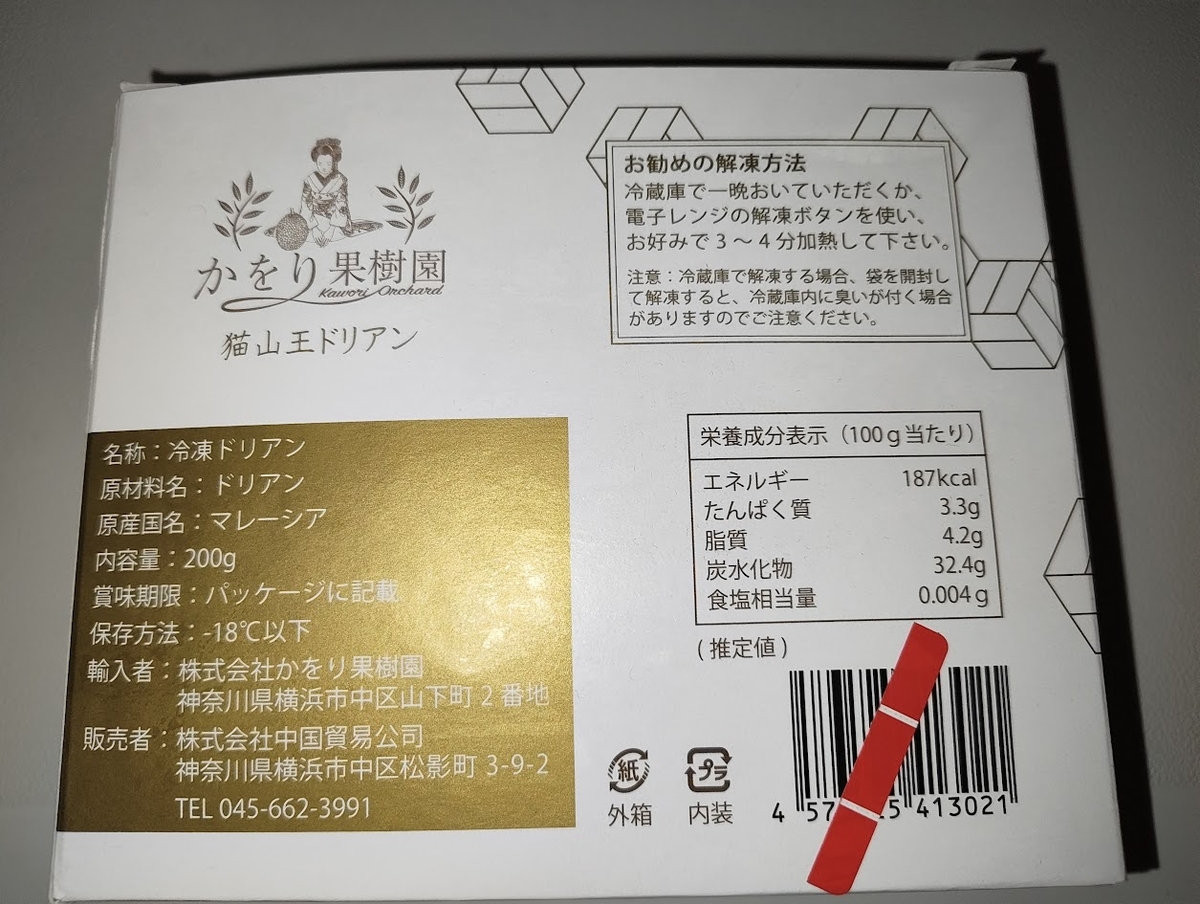 かをり果樹園
Kawori Orchard
猫山王ドリアン
お勧めの解凍方法
冷蔵庫で一晩おいていただくか、
電子レンジの解凍ボタンを使い、
お好みで3~4分加熱して下さい。
注意:冷蔵庫で解凍する場合、袋を開封し
て解凍すると、冷蔵庫内に臭いが付く場合
がありますのでご注意ください。
名称:冷凍ドリアン
原材料名:ドリアン
原産国名:マレーシア
内容量:200g
賞味期限:パッケージに記載
保存方法:-18℃以下
輸入者:株式会社かをり果樹園
神奈川県横浜市中区山下町2番地
販売者:株式会社中国貿易公司
神奈川県横浜市中区松影町 3-9-2
TEL 045-662-3991
栄養成分表示(100g当たり)
エネルギー 187kcal
たんぱく質 3.3g
脂質 4.2g
炭水化物 32.4g
食塩相当量 0.004g
(推定値)
紙
外箱
プラ
内装
4 57 5 413021